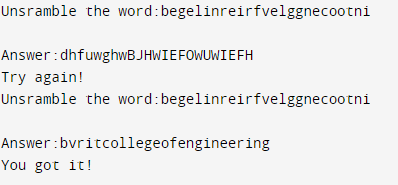 Unsramble the word:begelinreirfvelggnecootni
Answer:dhfuwghwBJHWIEFOWUWIEFH
Try again!
Unsramble the word:begelinreirfvelggnecootni
Answer:bvritcollegeofengineering
You got it!